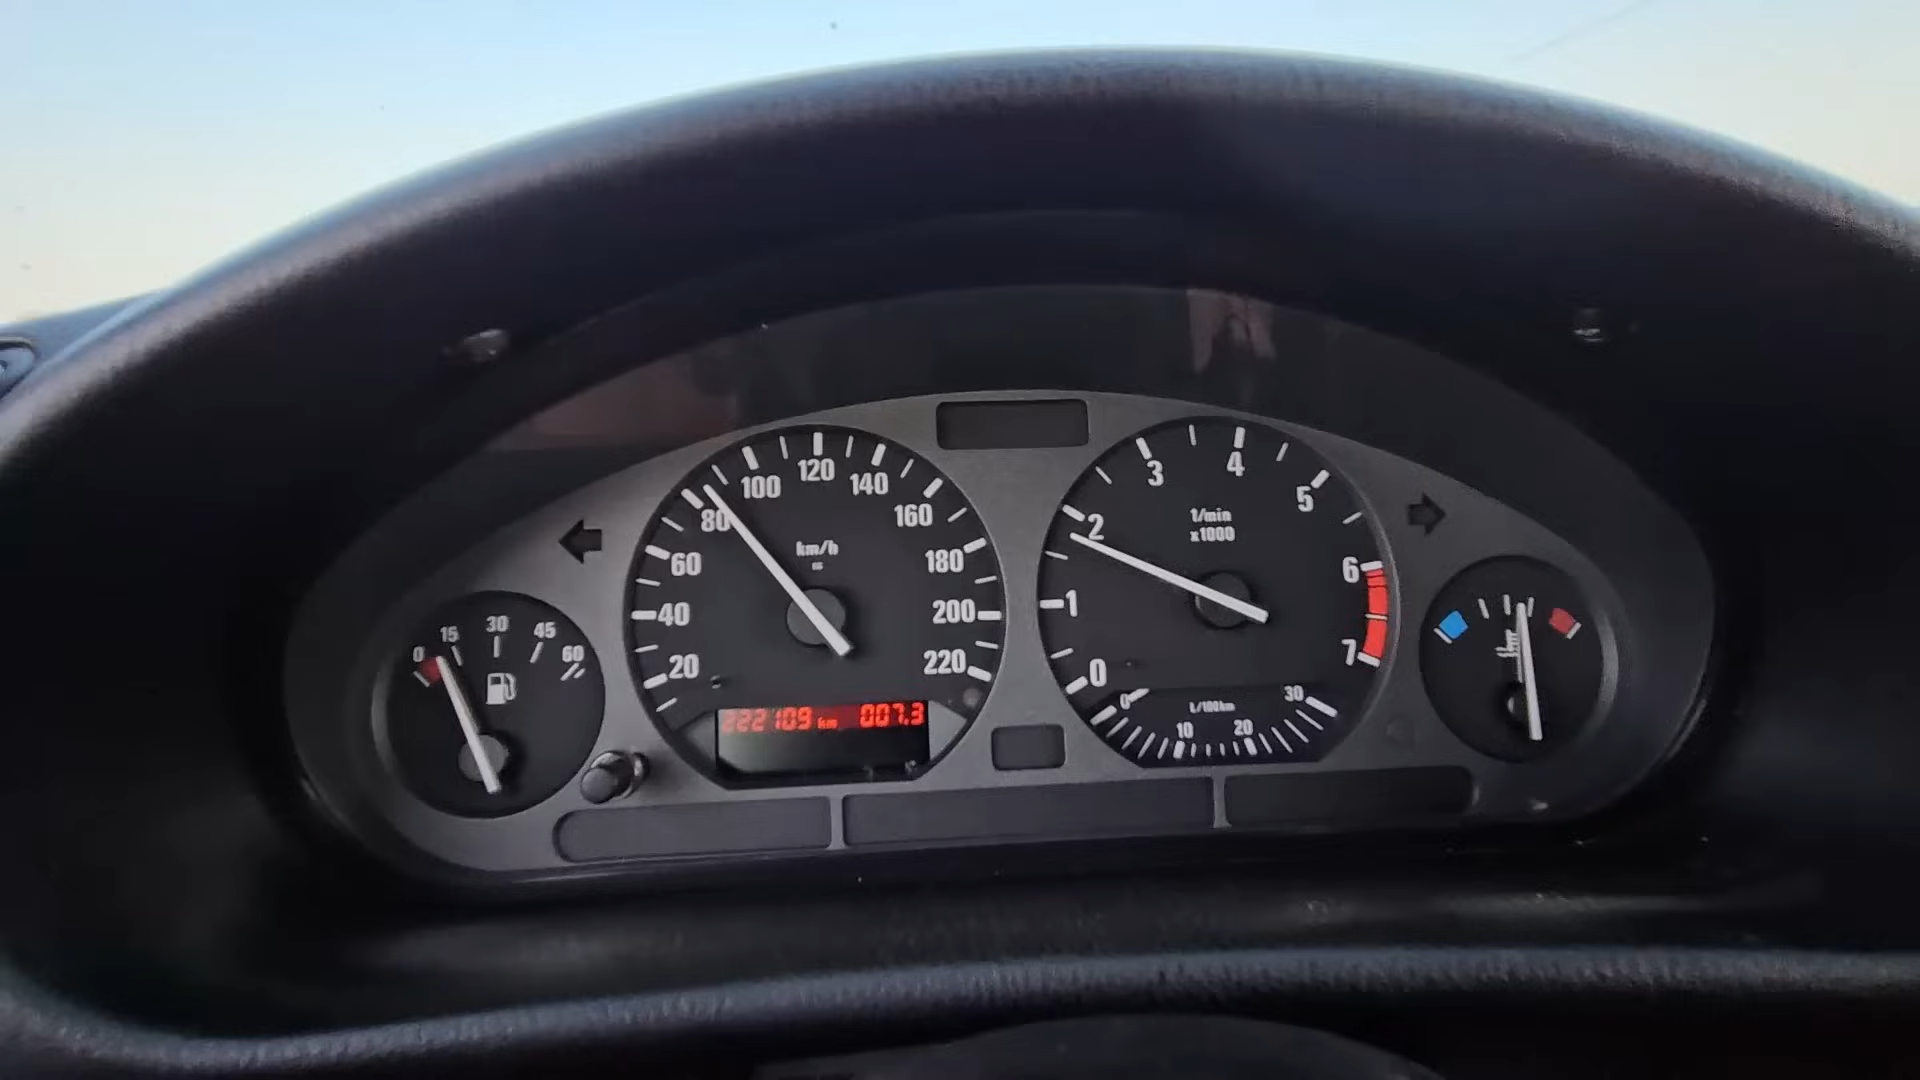 0 15 30 45 60
20 40 60 80 100 120 140 160 180 200 220
km/h
222109 km 007.3
0 1 2 3 4 5 6 7
1/min
x1000
0 10 20 30
L/100km